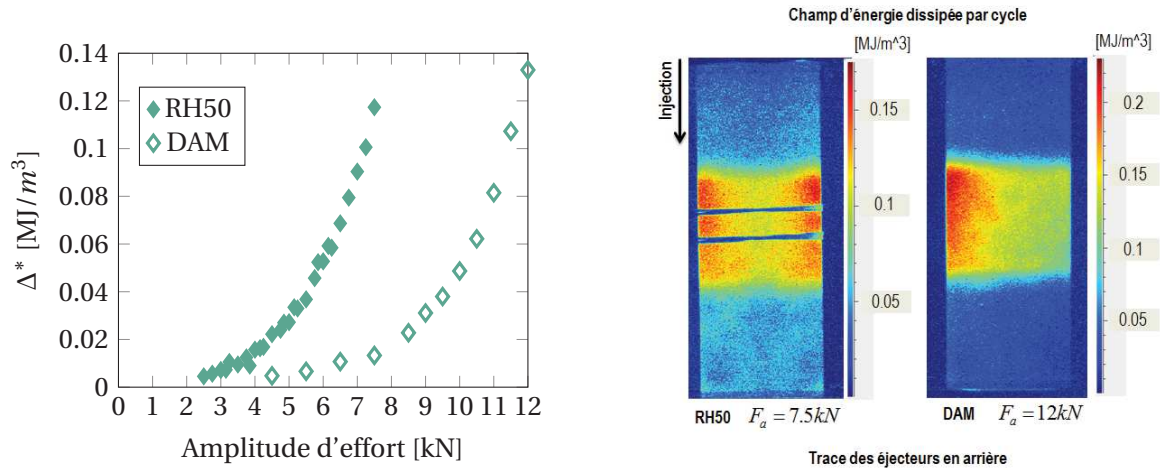 0.14
0.12
0.1
0.08
0.06
0.04
0.02
0
Δ* [MJ/m³]
RH50
DAM
0 1 2 3 4 5 6 7 8 9 10 11 12
Amplitude d'effort [kN]
Champ d'énergie dissipée par cycle
[MJ/m^3] [MJ/m^3]
Injection
0.15
0.1
0.05
0.2
0.15
0.1
0.05
RH50 Fₐ = 7.5kN DAM Fₐ = 12kN
Trace des éjecteurs en arrière